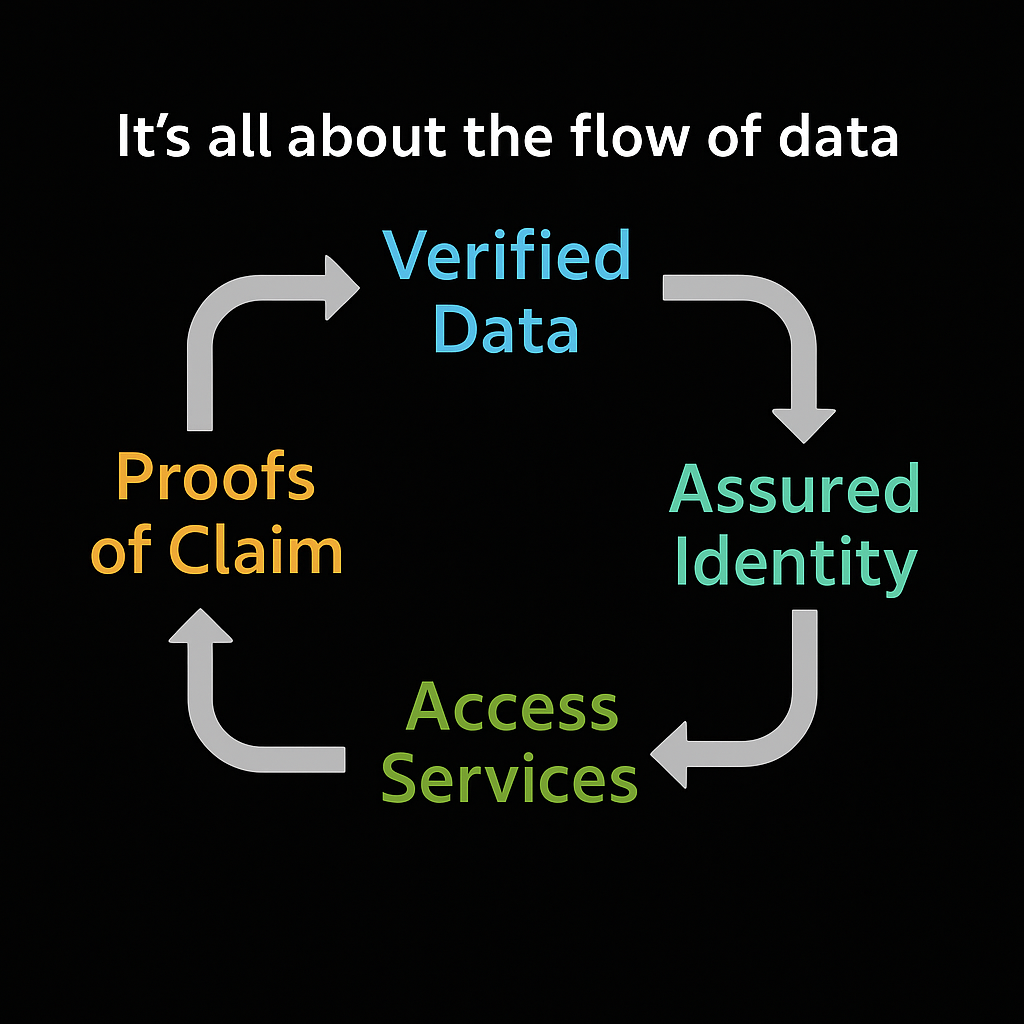 It's all about the flow of data
Verified
Data
Assured
Identity
Access
Services
Proofs
of Claim